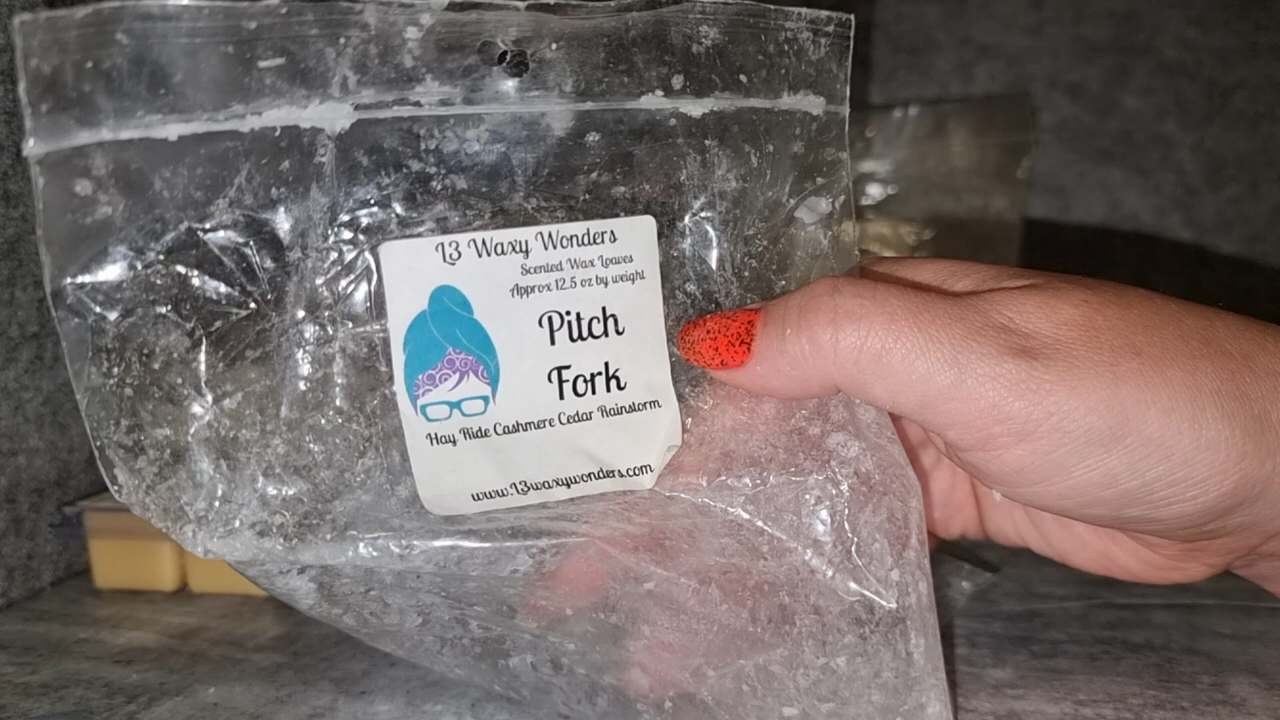 L3 Waxy Wonders
Scented Wax Loaves
Approx 12.5 oz by weight
Pitch
Fork
Hay Ride Cashmere Cedar Rainstorm
www.L3waxywonders.com